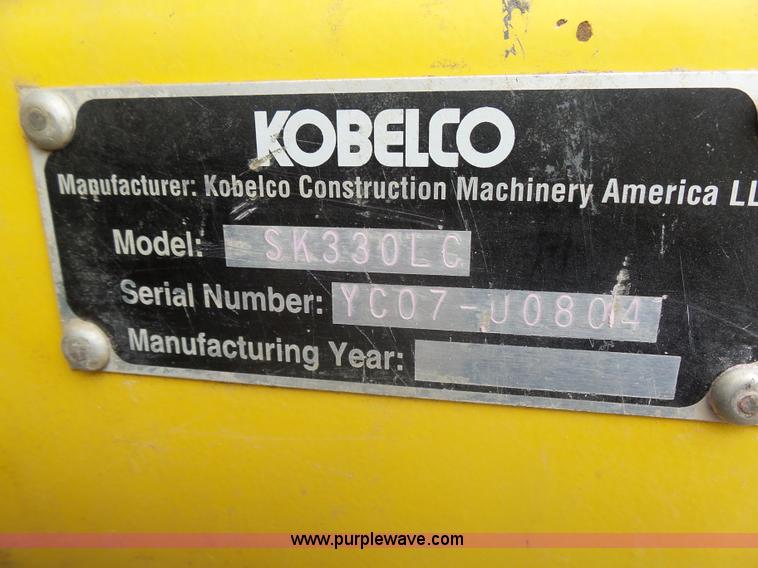 KOBELCO
Manufacturer: Kobelco Construction Machinery America LL
Model: SK330LC
Serial Number: YC07-U0804
Manufacturing Year:
www.purplewave.com